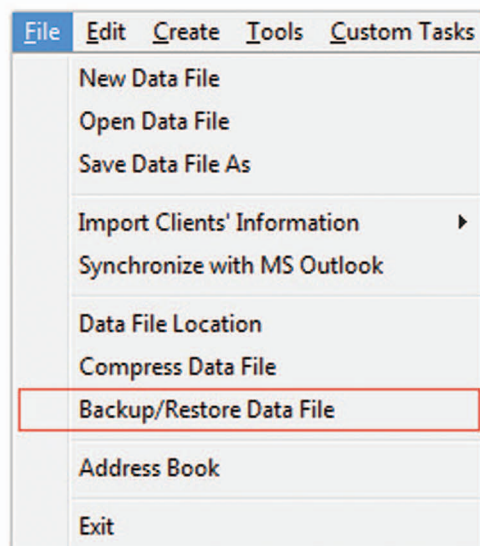 File Edit Create Tools Custom Tasks
New Data File
Open Data File
Save Data File As
Import Clients' Information
Synchronize with MS Outlook
Data File Location
Compress Data File
Backup/Restore Data File
Address Book
Exit